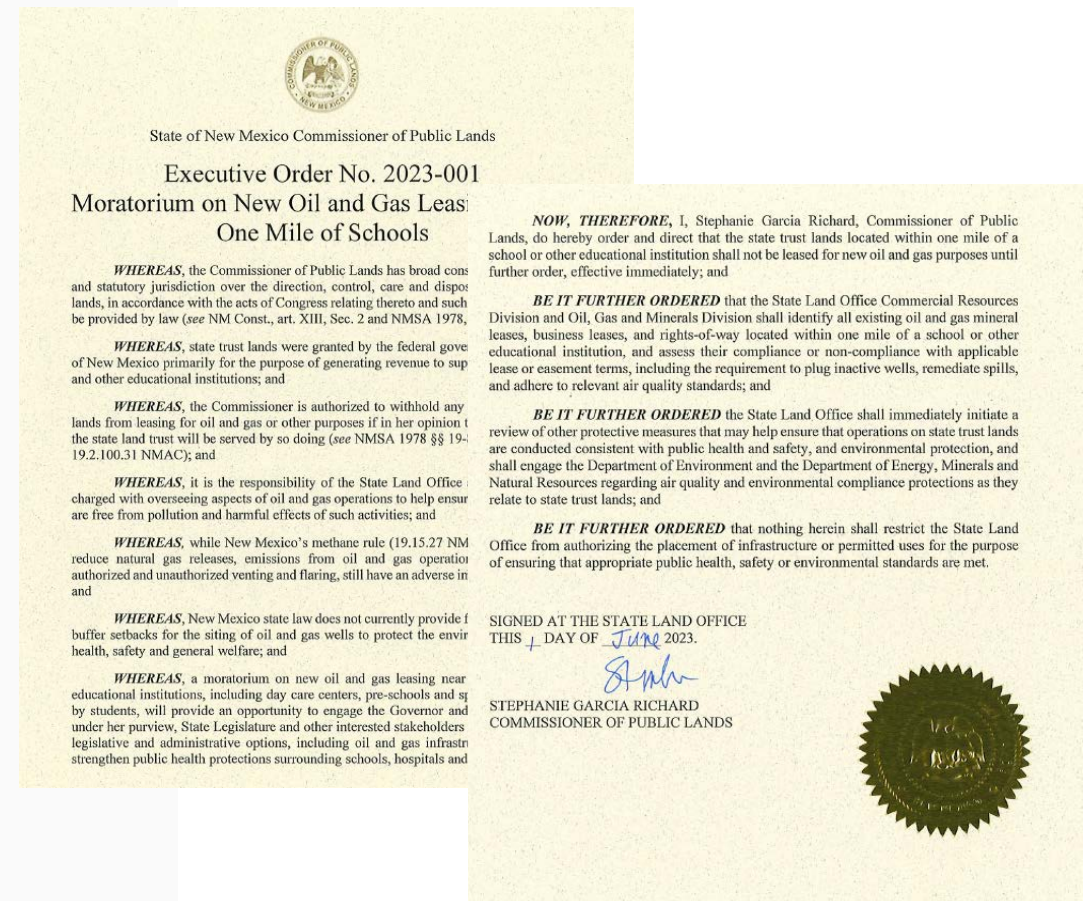 COMMISSIONER OF PUBLIC LANDS
NEW MEXICO
State of New Mexico Commissioner of Public Lands
Executive Order No. 2023-001
Moratorium on New Oil and Gas Leasi
One Mile of Schools
WHEREAS, the Commissioner of Public Lands has broad cons
and statutory jurisdiction over the direction, control, care and dispos
lands, in accordance with the acts of Congress relating thereto and such
be provided by law (see NM Const., art. XIII, Sec. 2 and NMSA 1978,
WHEREAS, state trust lands were granted by the federal gove
of New Mexico primarily for the purpose of generating revenue to sup
and other educational institutions; and
WHEREAS, the Commissioner is authorized to withhold any
lands from leasing for oil and gas or other purposes if in her opinion t
the state land trust will be served by so doing (see NMSA 1978 §§ 19-
19.2.100.31 NMAC); and
WHEREAS, it is the responsibility of the State Land Office
charged with overseeing aspects of oil and gas operations to help ensur
are free from pollution and harmful effects of such activities; and
WHEREAS, while New Mexico's methane rule (19.15.27 NM
reduce natural gas releases, emissions from oil and gas operation
authorized and unauthorized venting and flaring, still have an adverse im
and
WHEREAS, New Mexico state law does not currently provide f
buffer setbacks for the siting of oil and gas wells to protect the envir
health, safety and general welfare; and
WHEREAS, a moratorium on new oil and gas leasing near
educational institutions, including day care centers, pre-schools and sp
by students, will provide an opportunity to engage the Governor and
under her purview, State Legislature and other interested stakeholders
legislative and administrative options, including oil and gas infrastr
strengthen public health protections surrounding schools, hospitals and
NOW, THEREFORE, I, Stephanie Garcia Richard, Commissioner of Public
Lands, do hereby order and direct that the state trust lands located within one mile of a
school or other educational institution shall not be leased for new oil and gas purposes until
further order, effective immediately; and
BE IT FURTHER ORDERED that the State Land Office Commercial Resources
Division and Oil, Gas and Minerals Division shall identify all existing oil and gas mineral
leases, business leases, and rights-of-way located within one mile of a school or other
educational institution, and assess their compliance or non-compliance with applicable
lease or easement terms, including the requirement to plug inactive wells, remediate spills,
and adhere to relevant air quality standards; and
BE IT FURTHER ORDERED the State Land Office shall immediately initiate a
review of other protective measures that may help ensure that operations on state trust lands
are conducted consistent with public health and safety, and environmental protection, and
shall engage the Department of Environment and the Department of Energy, Minerals and
Natural Resources regarding air quality and environmental compliance protections as they
relate to state trust lands; and
BE IT FURTHER ORDERED that nothing herein shall restrict the State Land
Office from authorizing the placement of infrastructure or permitted uses for the purpose
of ensuring that appropriate public health, safety or environmental standards are met.
SIGNED AT THE STATE LAND OFFICE
THIS 1 DAY OF June 2023.
STEPHANIE GARCIA RICHARD
COMMISSIONER OF PUBLIC LANDS